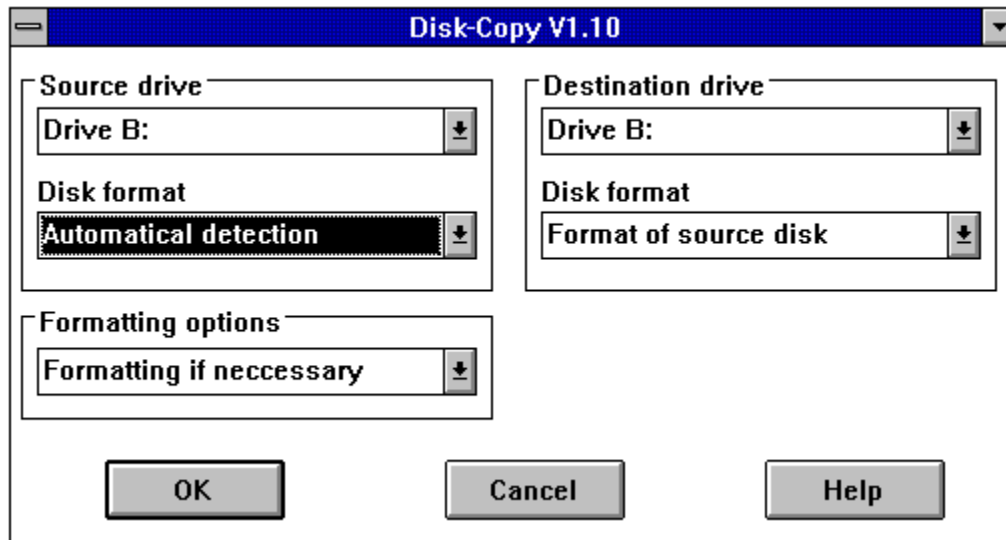 Disk-Copy V1.10
Source drive
Drive B:
Disk format
Automatical detection
Destination drive
Drive B:
Disk format
Format of source disk
Formatting options
Formatting if neccessary
OK
Cancel
Help